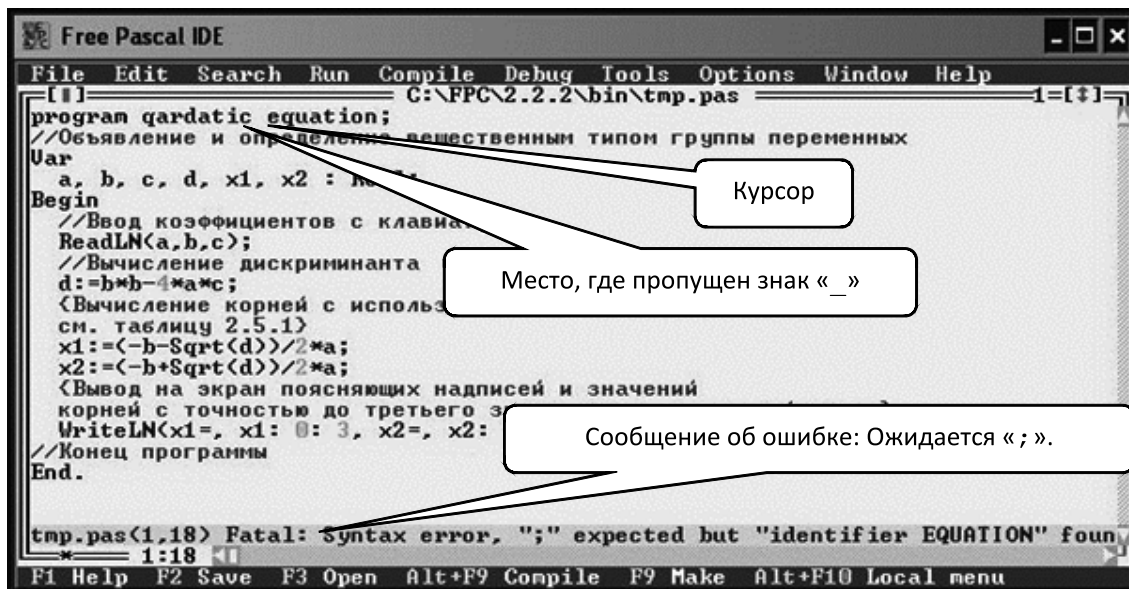 Free Pascal IDE
File Edit Search Run Compile Debug Tools Options Window Help
C:\FPC\2.2.2\bin\tmp.pas 1=[↕]
program qardatic equation;
//Объявление и определение вещественным типом группы переменных
Var
a, b, c, d, x1, x2 : Real;
Курсор
Begin
//Ввод коэффициентов с клавиа
ReadLN(a,b,c);
//Вычисление дискриминанта
Место, где пропущен знак «_»
d:=b*b-4*a*c;
{Вычисление корней с использ
см. таблицу 2.5.1}
x1:=(-b-Sqrt(d))/2*a;
x2:=(-b+Sqrt(d))/2*a;
{Вывод на экран поясняющих надписей и значений
корней с точностью до третьего з
WriteLN(x1=, x1: 0: 3, x2=, x2:
Сообщение об ошибке: Ожидается «;».
//Конец программы
End.
tmp.pas(1,18) Fatal: Syntax error, ";" expected but "identifier EQUATION" foun
1:18
F1 Help F2 Save F3 Open Alt+F9 Compile F9 Make Alt+F10 Local menu